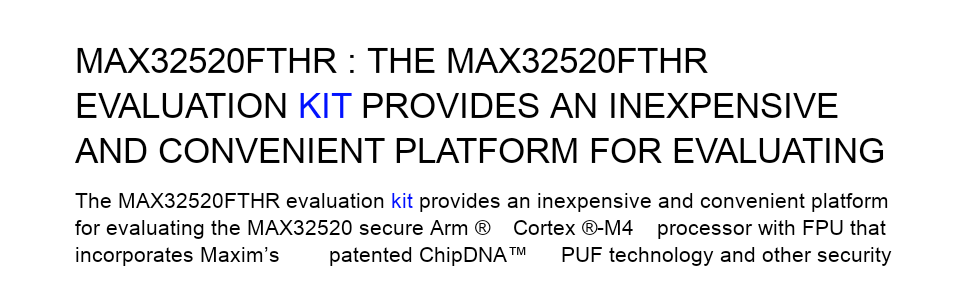 MAX32520FTHR : THE MAX32520FTHR
EVALUATION KIT PROVIDES AN INEXPENSIVE
AND CONVENIENT PLATFORM FOR EVALUATING
The MAX32520FTHR evaluation kit provides an inexpensive and convenient platform
for evaluating the MAX32520 secure Arm ® Cortex ®-M4 processor with FPU that
incorporates Maxim’s patented ChipDNA™ PUF technology and other security